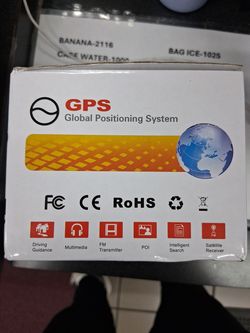 BANANA-2116
CASE WATER-1000
BAG ICE-1025
GPS
Global Positioning System
FC CE RoHS
Driving Guidance
Multimedia
FM Transmitter
POI
Intelligent Search
Satellite Receiver